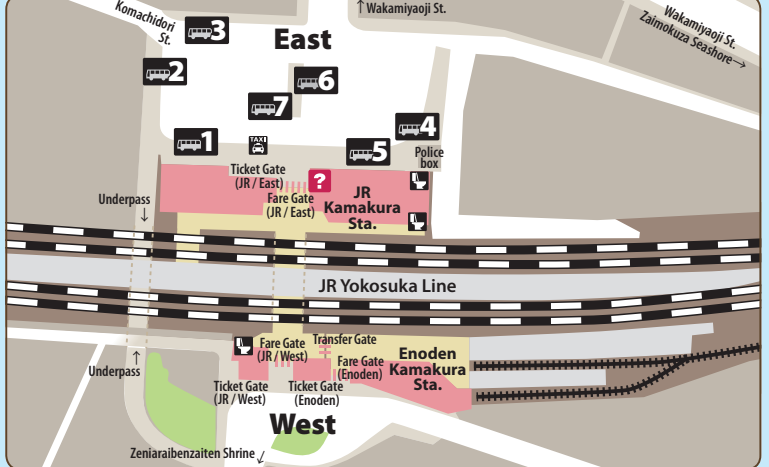 Komachidori
St.
↑Wakamiyaoji St.
Wakamiyaoji St.
Zaimokuza Seashore→
East
3
2
6
7
1
TAXI
5
4
Police
box
Ticket Gate
(JR / East)
?
Fare Gate
(JR / East)
JR
Kamakura
Sta.
Underpass
↓
JR Yokosuka Line
↑
Underpass
Fare Gate
(JR / West)
Transfer Gate
Fare Gate
(Enoden)
Enoden
Kamakura
Sta.
Ticket Gate
(JR / West)
Ticket Gate
(Enoden)
West
Zeniaraibenzaiten Shrine↙